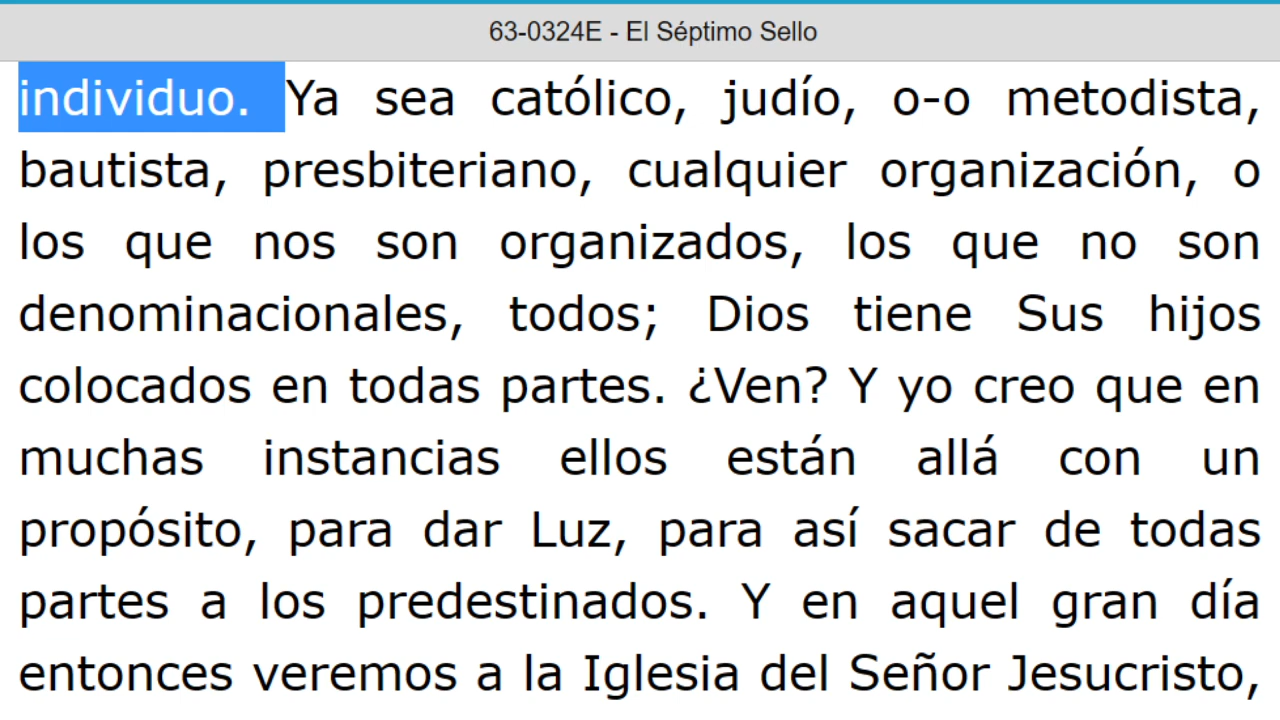 63-0324E - El Séptimo Sello
individuo. Ya sea católico, judío, o-o metodista,
bautista, presbiteriano, cualquier organización, o
los que nos son organizados, los que no son
denominacionales, todos; Dios tiene Sus hijos
colocados en todas partes. ¿Ven? Y yo creo que en
muchas instancias ellos están allá con un
propósito, para dar Luz, para así sacar de todas
partes a los predestinados. Y en aquel gran día
entonces veremos a la Iglesia del Señor Jesucristo,